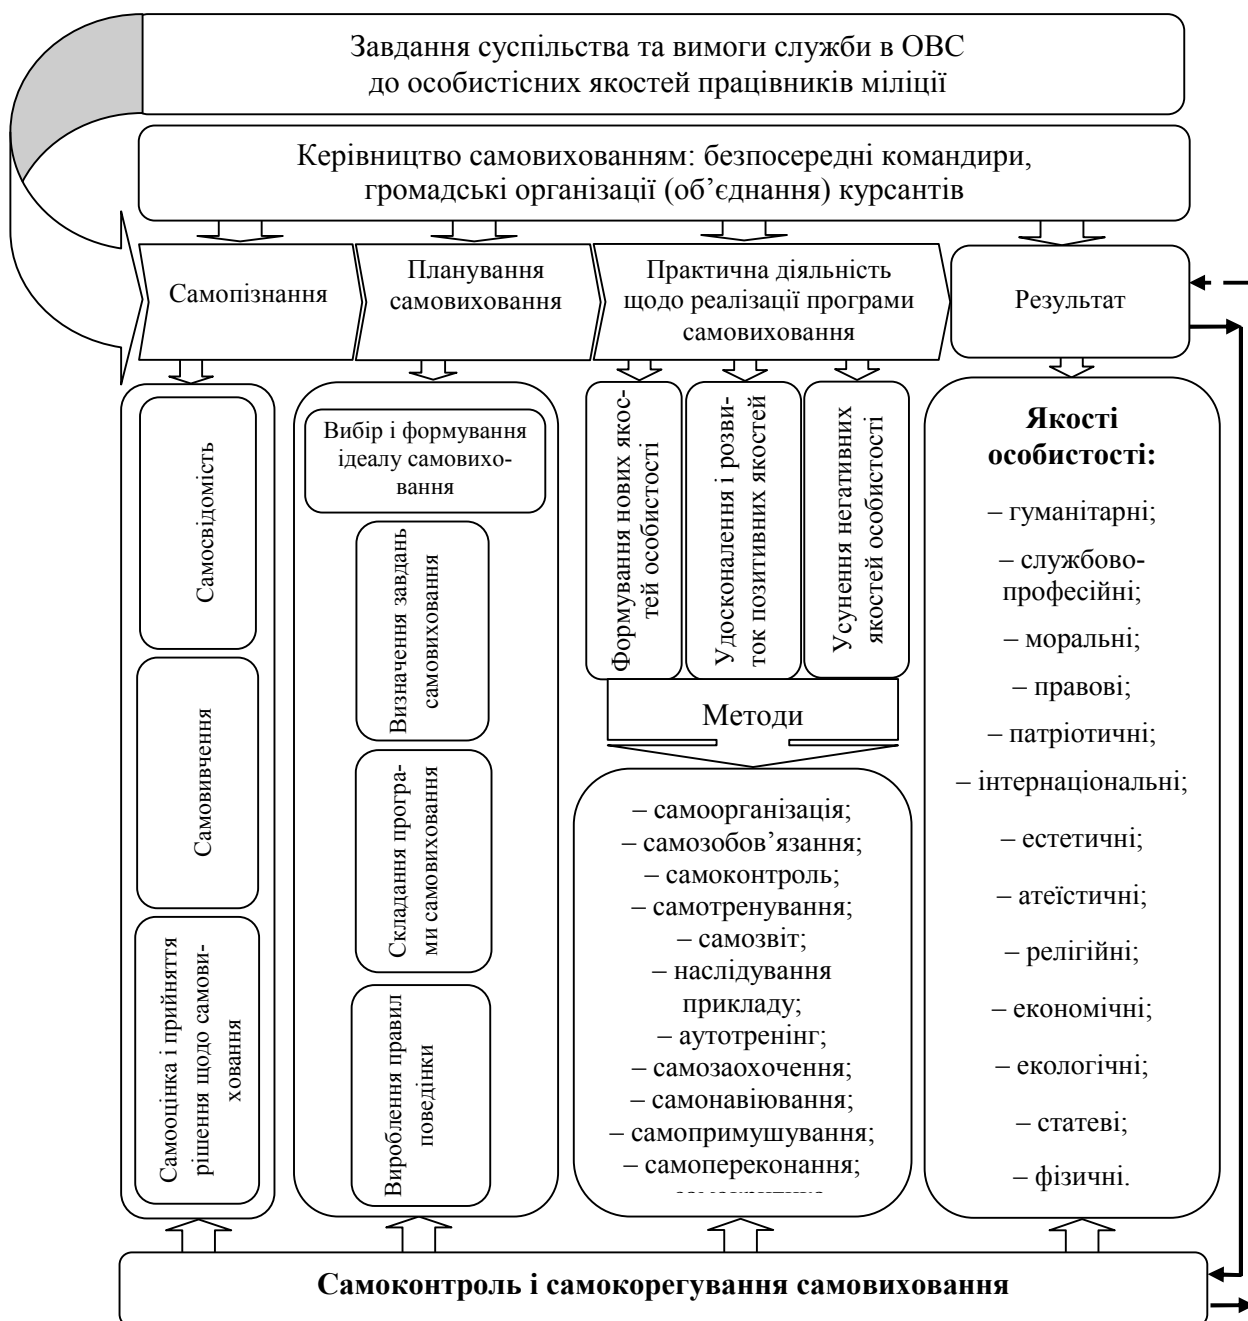 Завдання суспільства та вимоги служби в ОВС
до особистісних якостей працівників міліції
Керівництво самовихованням: безпосередні командири,
громадські організації (об’єднання) курсантів
Самопізнання
Планування
самовиховання
Практична діяльність
щодо реалізації програми
самовиховання
Результат
Самосвідомість
Самовивчення
Самооцінка і прийняття
рішення щодо самови-
ховання
Вибір і формування
ідеалу самовихо-
вання
Визначення завдань
самовиховання
Складання програ-
ми самовиховання
Вироблення правил
поведінки
Формування нових якос-
тей особистості
Удосконалення і розви-
ток позитивних якостей
Усунення негативних
якостей особистості
Методи
– самоорганізація;
– самозобов’язання;
– самоконтроль;
– самотренування;
– самозвіт;
– наслідування
прикладу;
– аутотренінг;
– самозаохочення;
– самонавіювання;
– самопримушування;
– самопереконання;
Якості
особистості:
– гуманітарні;
– службово-
професійні;
– моральні;
– правові;
– патріотичні;
– інтернаціональні;
– естетичні;
– атеїстичні;
– релігійні;
– економічні;
– екологічні;
– статеві;
– фізичні.
Самоконтроль і самокорегування самовиховання